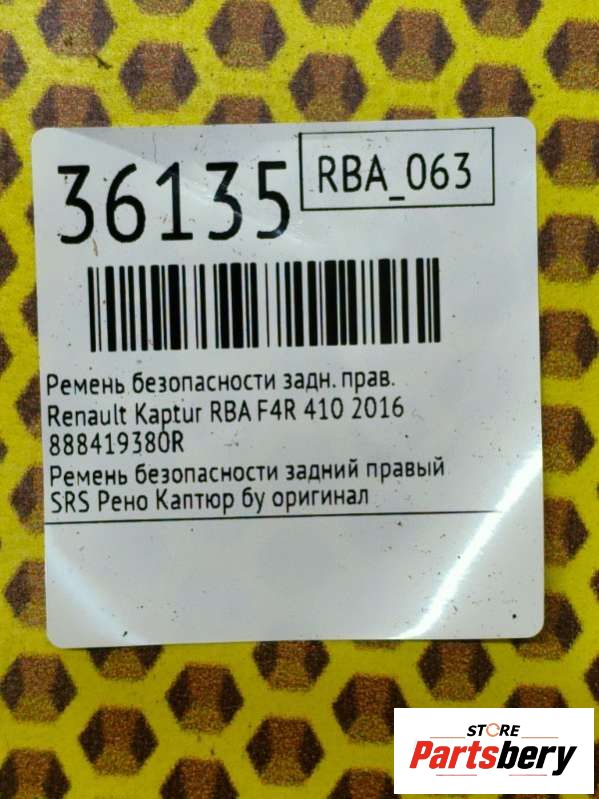 36135
RBA_063
Ремень безопасности задн. прав.
Renault Kaptur RBA F4R 410 2016
888419380R
Ремень безопасности задний правый
SRS Рено Каптюр бу оригинал
STORE
Partsbery